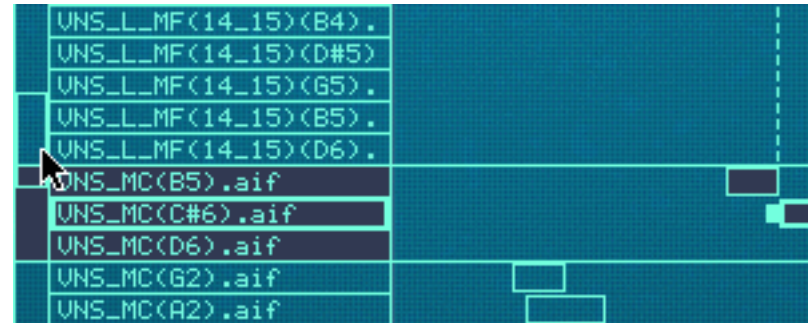 VNS_L_MF(14_15)(B4).
VNS_L_MF(14_15)(D#5)
VNS_L_MF(14_15)(G5).
VNS_L_MF(14_15)(B5).
VNS_L_MF(14_15)(D6).
VNS_MC(B5).aif
VNS_MC(C#6).aif
VNS_MC(D6).aif
VNS_MC(G2).aif
VNS_MC(A2).aif